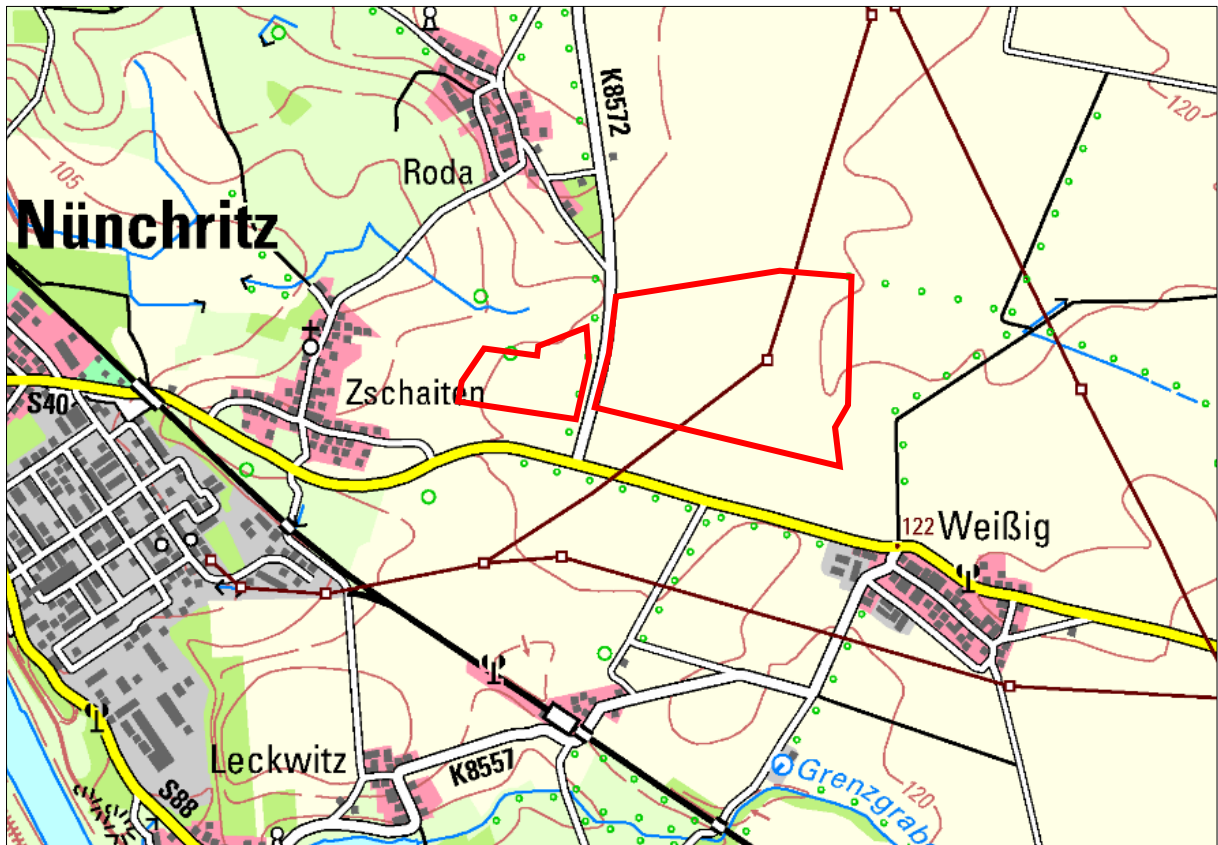 K8572
120
Roda
105
Nünchritz
Zschaiten
S40
122 Weißig
Leckwitz
K8557
S88
Grenzgrab
120